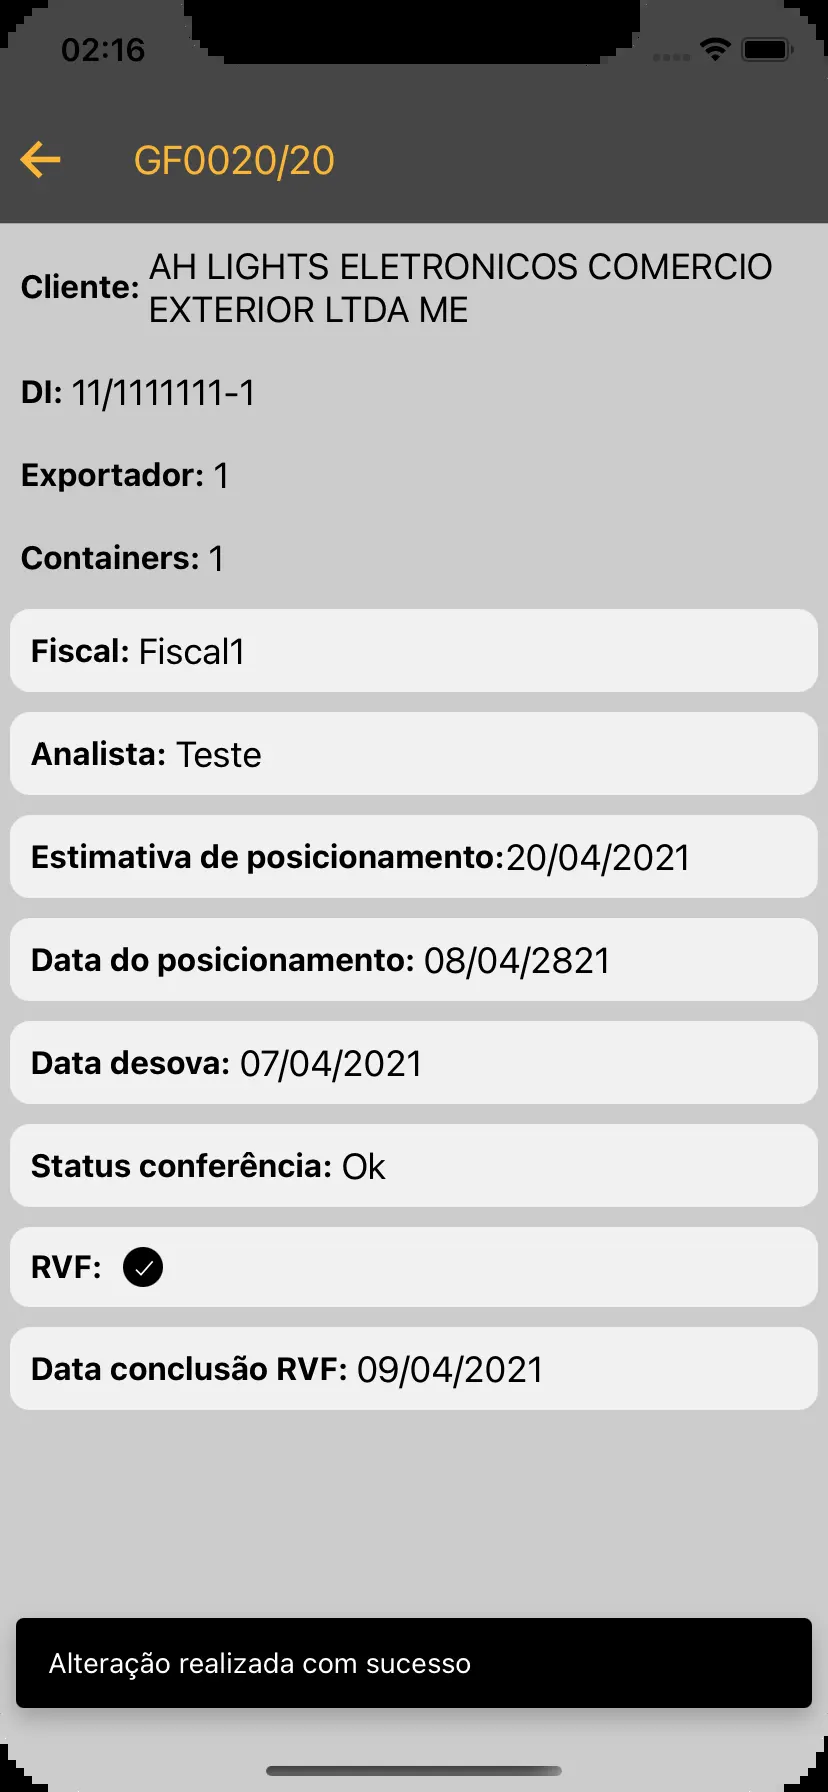 02:16
GF0020/20
Cliente: AH LIGHTS ELETRONICOS COMERCIO
EXTERIOR LTDA ME
DI: 11/1111111-1
Exportador: 1
Containers: 1
Fiscal: Fiscal1
Analista: Teste
Estimativa de posicionamento:20/04/2021
Data do posicionamento: 08/04/2821
Data desova: 07/04/2021
Status conferência: Ok
RVF:
Data conclusão RVF: 09/04/2021
Alteração realizada com sucesso